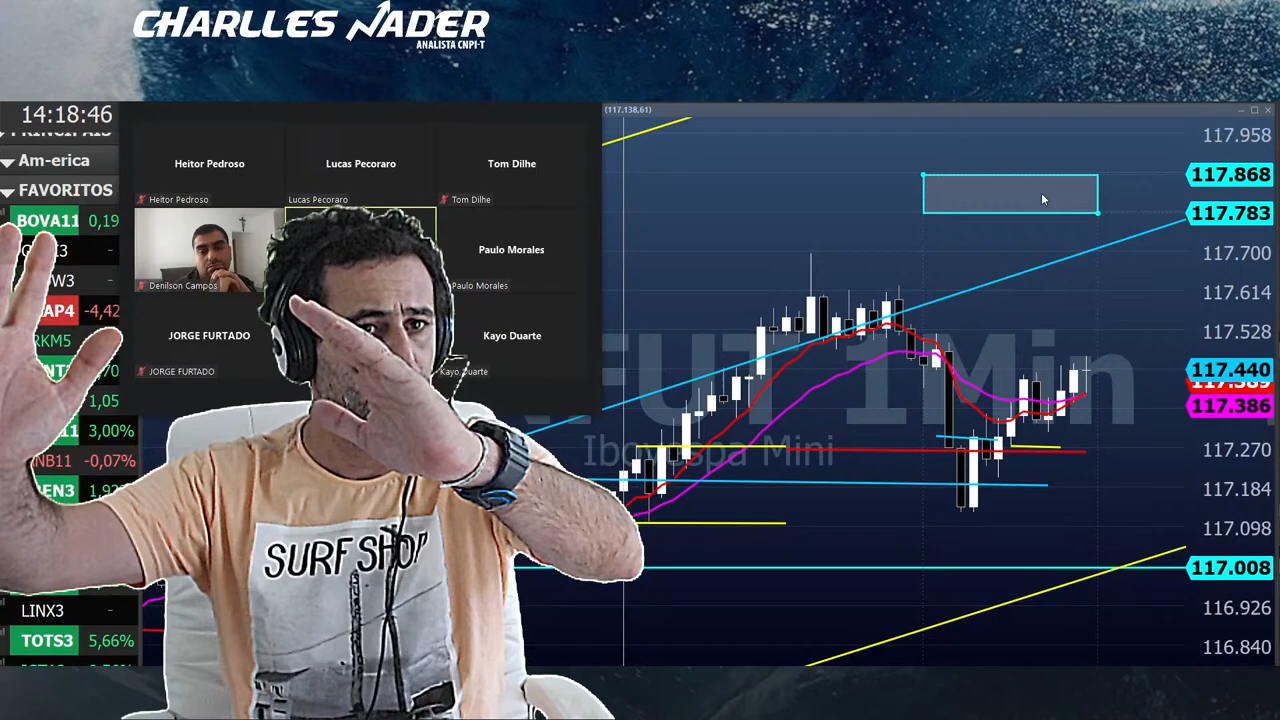 CHARLLES NADER
ANALISTA CNPI-T
14:18:46
PRINCIPAIS
Am-erica
FAVORITOS
BOVA11 0,19
-4,42
1,05
3,00%
-0,07%
LINX3 -
TOTS3 5,66%
Heitor Pedroso
Lucas Pecoraro
Tom Dilhe
Heitor Pedroso
Lucas Pecoraro
Tom Dilhe
Paulo Morales
Denilson Campos
Paulo Morales
JORGE FURTADO
Kayo Duarte
JORGE FURTADO
Kayo Duarte
SURF SHOP
(117.138,61)
FUT 1Min
Ibovespa Mini
117.958
117.868
117.783
117.700
117.614
117.528
117.440
117.389
117.386
117.270
117.184
117.098
117.008
116.926
116.840